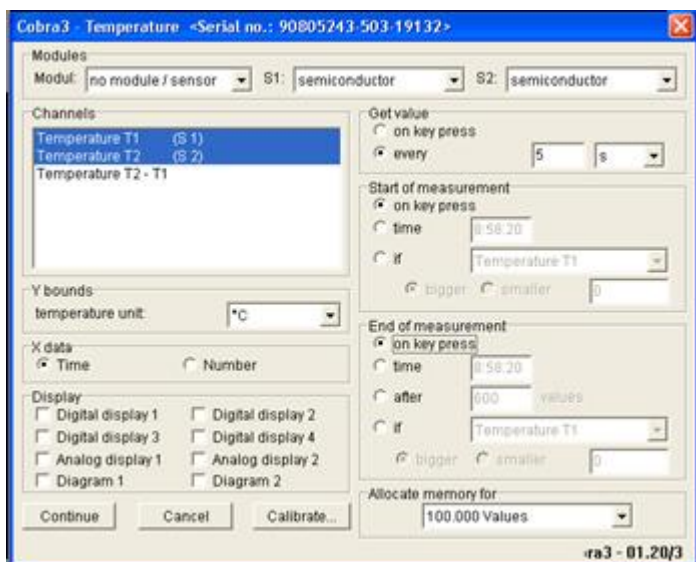 Cobra3 - Temperature <Serial no.: 90805243-503-19132>
Modules
Modul: no module / sensor S1: semiconductor S2: semiconductor
Channels
Temperature T1 (S 1)
Temperature T2 (S 2)
Temperature T2 - T1
Y bounds
temperature unit: °C
X data
Time Number
Display
Digital display 1 Digital display 2
Digital display 3 Digital display 4
Analog display 1 Analog display 2
Diagram 1 Diagram 2
Continue Cancel Calibrate...
Get value
on key press
every 5 s
Start of measurement
on key press
time 8:58:20
if Temperature T1
bigger smaller 0
End of measurement
on key press
time 8:58:20
after 600 values
if Temperature T1
bigger smaller 0
Allocate memory for
100.000 Values
ra3 - 01.20/3